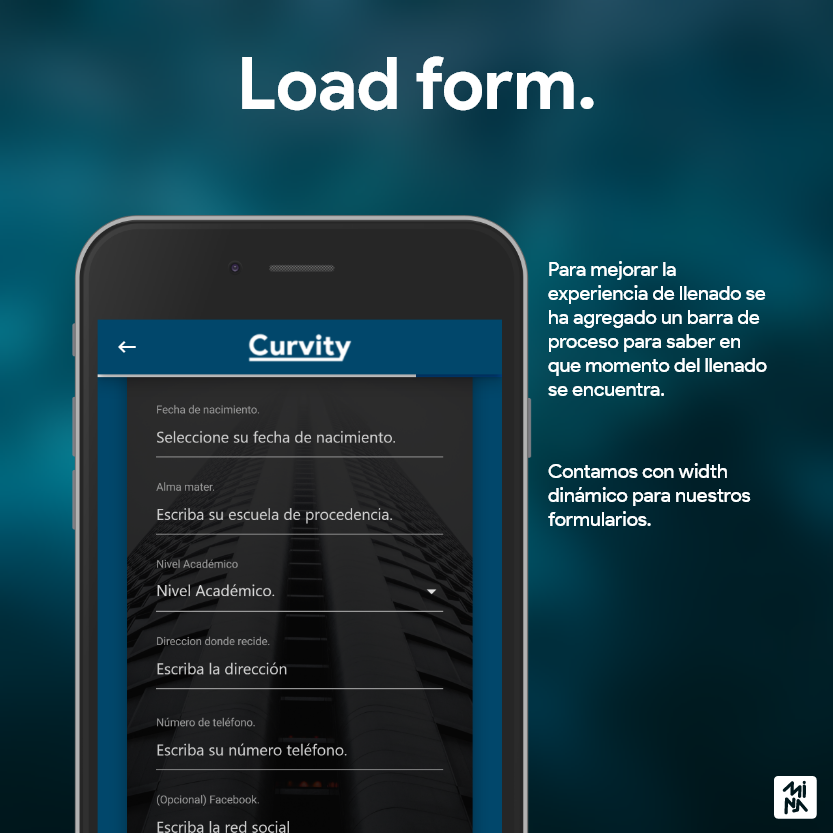 Load form.
Curvity
Fecha de nacimiento.
Seleccione su fecha de nacimiento.
Alma mater.
Escriba su escuela de procedencia.
Nivel Académico
Nivel Académico.
Direccion donde recide.
Escriba la dirección
Número de teléfono.
Escriba su número teléfono.
(Opcional) Facebook.
Escriba la red social
Para mejorar la
experiencia de llenado se
ha agregado un barra de
proceso para saber en
que momento del llenado
se encuentra.
Contamos con width
dinámico para nuestros
formularios.
MiNA